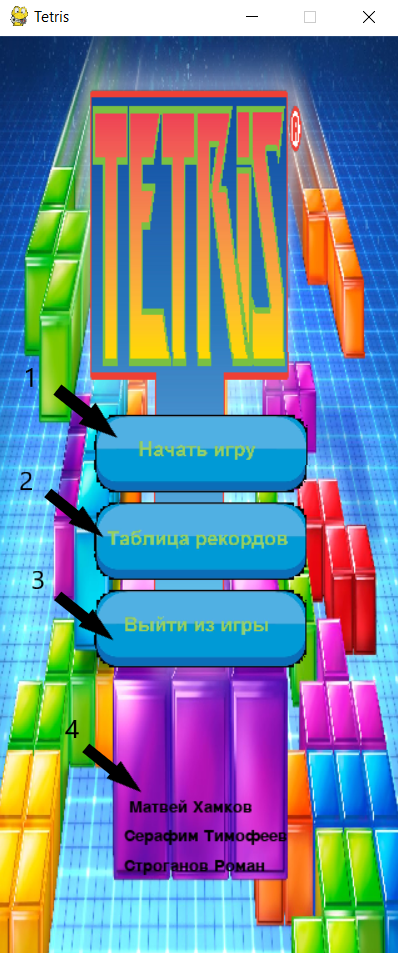 Tetris
TETRIS®
1
Начать игру
2
Таблица рекордов
3
Выйти из игры
4
Матвей Хамков
Серафим Тимофеев
Строганов Роман